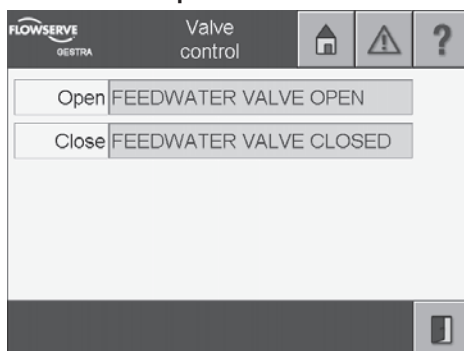 FLOWSERVE
GESTRA
Valve
control
?
Open FEEDWATER VALVE OPEN
Close FEEDWATER VALVE CLOSED